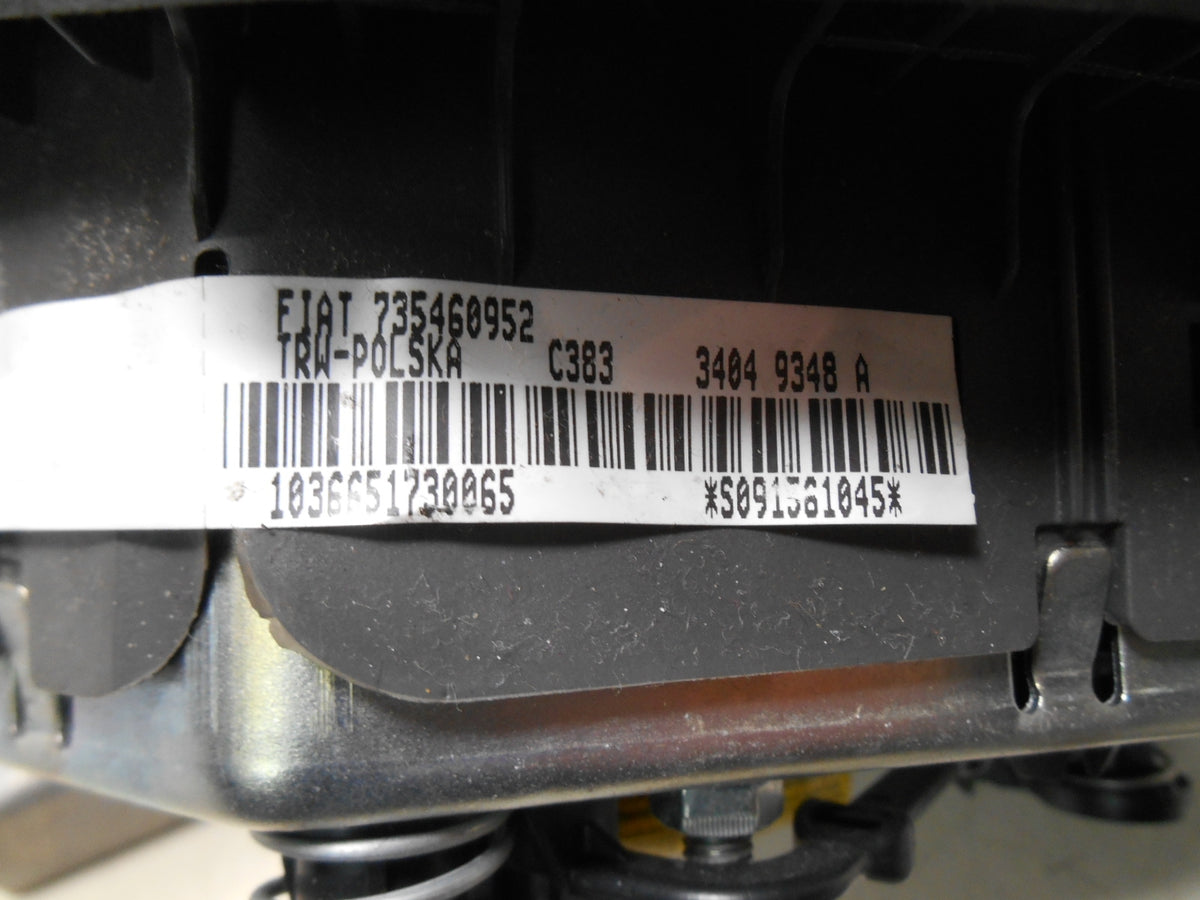 FIAT 735460952
TRW-POLSKA C383 3404 9348 A
1036651730065
*S091561045*